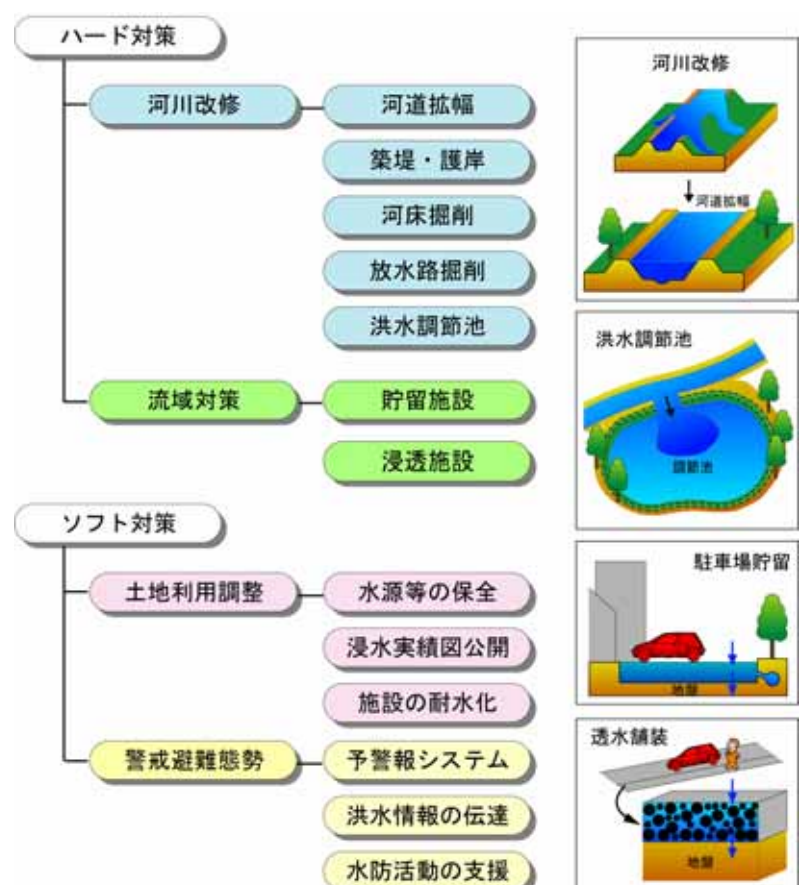 ハード対策
河川改修
河道拡幅
築堤・護岸
河床掘削
放水路掘削
洪水調節池
流域対策
貯留施設
浸透施設
ソフト対策
土地利用調整
水源等の保全
浸水実績図公開
施設の耐水化
警戒避難態勢
予警報システム
洪水情報の伝達
水防活動の支援
河川改修
河道拡幅
洪水調節池
調節池
駐車場貯留
地盤
透水舗装
地盤